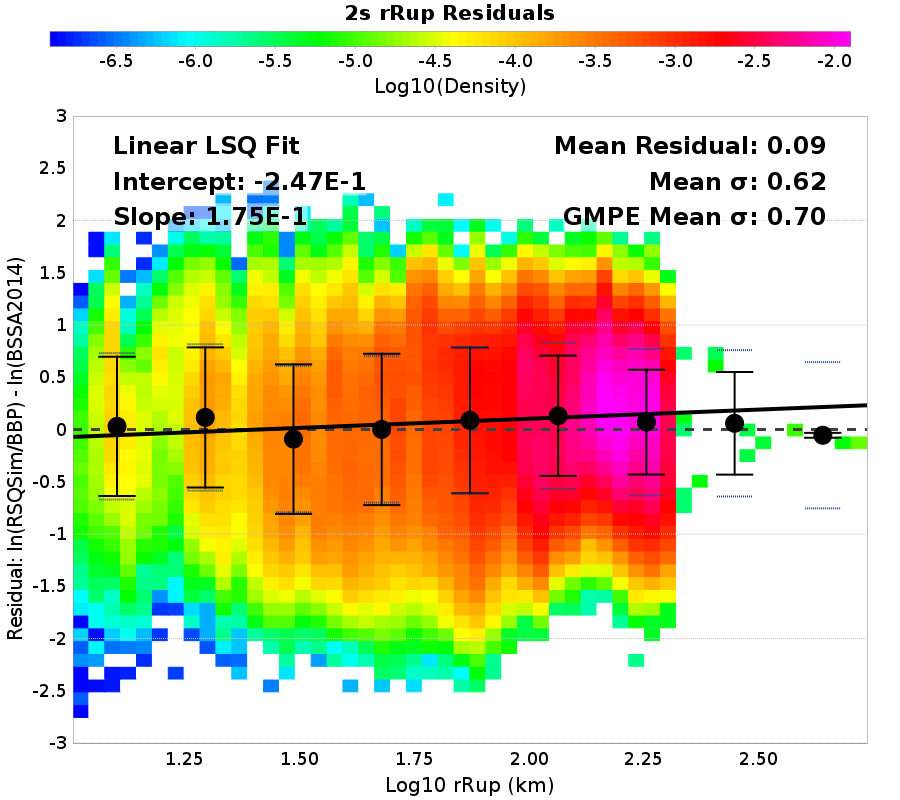 2s rRup Residuals
-6.5 -6.0 -5.5 -5.0 -4.5 -4.0 -3.5 -3.0 -2.5 -2.0
Log10(Density)
Linear LSQ Fit
Intercept: -2.47E-1
Slope: 1.75E-1
Mean Residual: 0.09
Mean σ: 0.62
GMPE Mean σ: 0.70
Residual: ln(RSQSim/BBP) - ln(BSSA2014)
3
2.5
2
1.5
1
0.5
0
-0.5
-1
-1.5
-2
-2.5
-3
1.25 1.50 1.75 2.00 2.25 2.50
Log10 rRup (km)